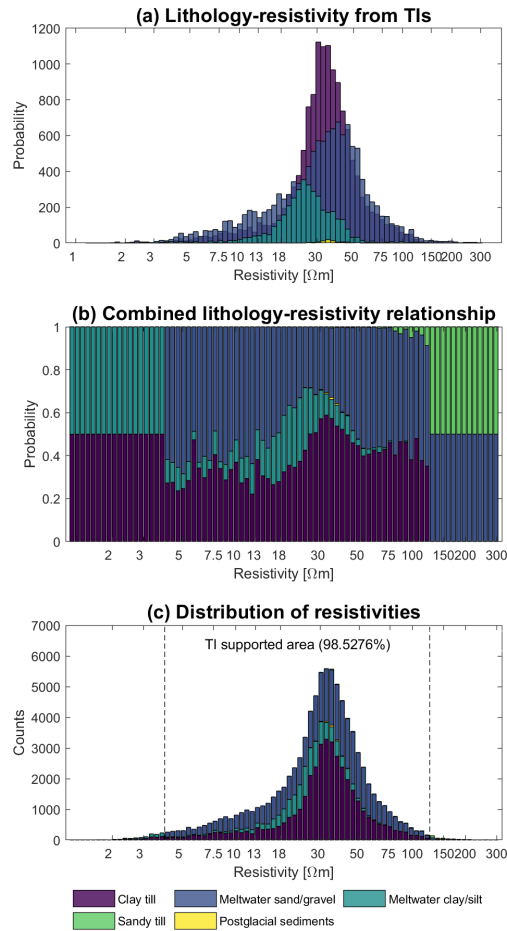 (a) Lithology-resistivity from TIs
1200
1000
800
600
400
200
0
Probability
1 2 3 5 7.5 10 13 18 30 50 75 100 150 200 300
Resistivity [Ωm]
(b) Combined lithology-resistivity relationship
1
0.8
0.6
0.4
0.2
0
Probability
2 3 5 7.5 10 13 18 30 50 75 100 150 200 300
Resistivity [Ωm]
(c) Distribution of resistivities
7000
6000
5000
4000
3000
2000
1000
0
Counts
TI supported area (98.5276%)
2 3 5 7.5 10 13 18 30 50 75 100 150 200 300
Resistivity [Ωm]
Clay till Meltwater sand/gravel Meltwater clay/silt
Sandy till Postglacial sediments